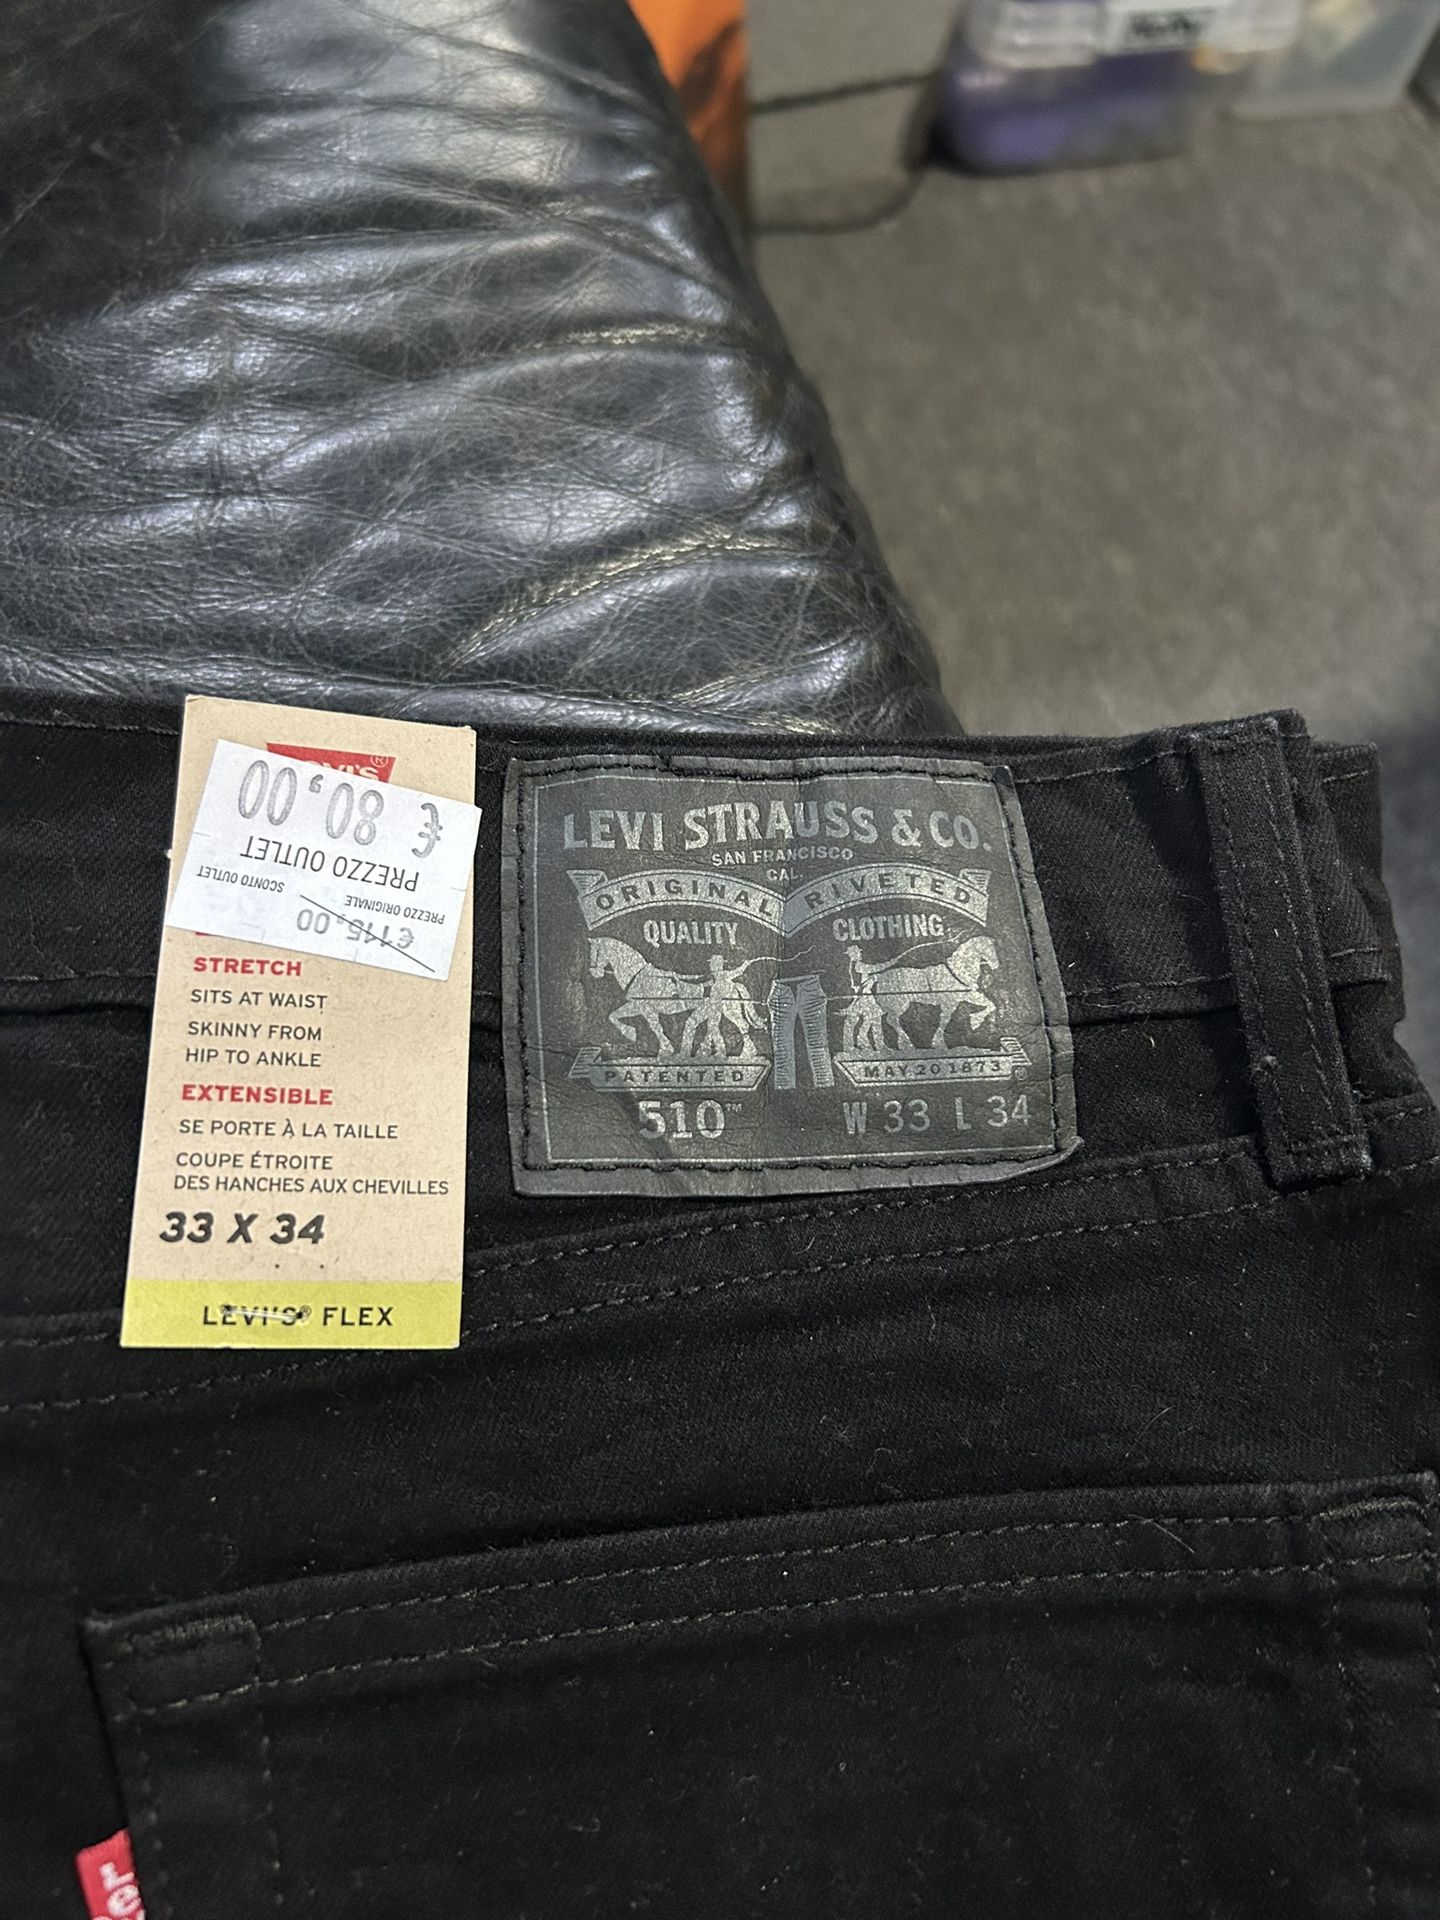 LEVI'S®
€ 80,00
PREZZO OUTLET
SCONTO OUTLET
PREZZO ORIGINALE
€ 115,00
STRETCH
SITS AT WAIST
SKINNY FROM
HIP TO ANKLE
EXTENSIBLE
SE PORTE À LA TAILLE
COUPE ÉTROITE
DES HANCHES AUX CHEVILLES
33 X 34
LEVI'S® FLEX
LEVI STRAUSS & CO.
SAN FRANCISCO
CAL.
ORIGINAL RIVETED
QUALITY CLOTHING
PATENTED MAY 20 1873 ®
510™ W 33 L 34